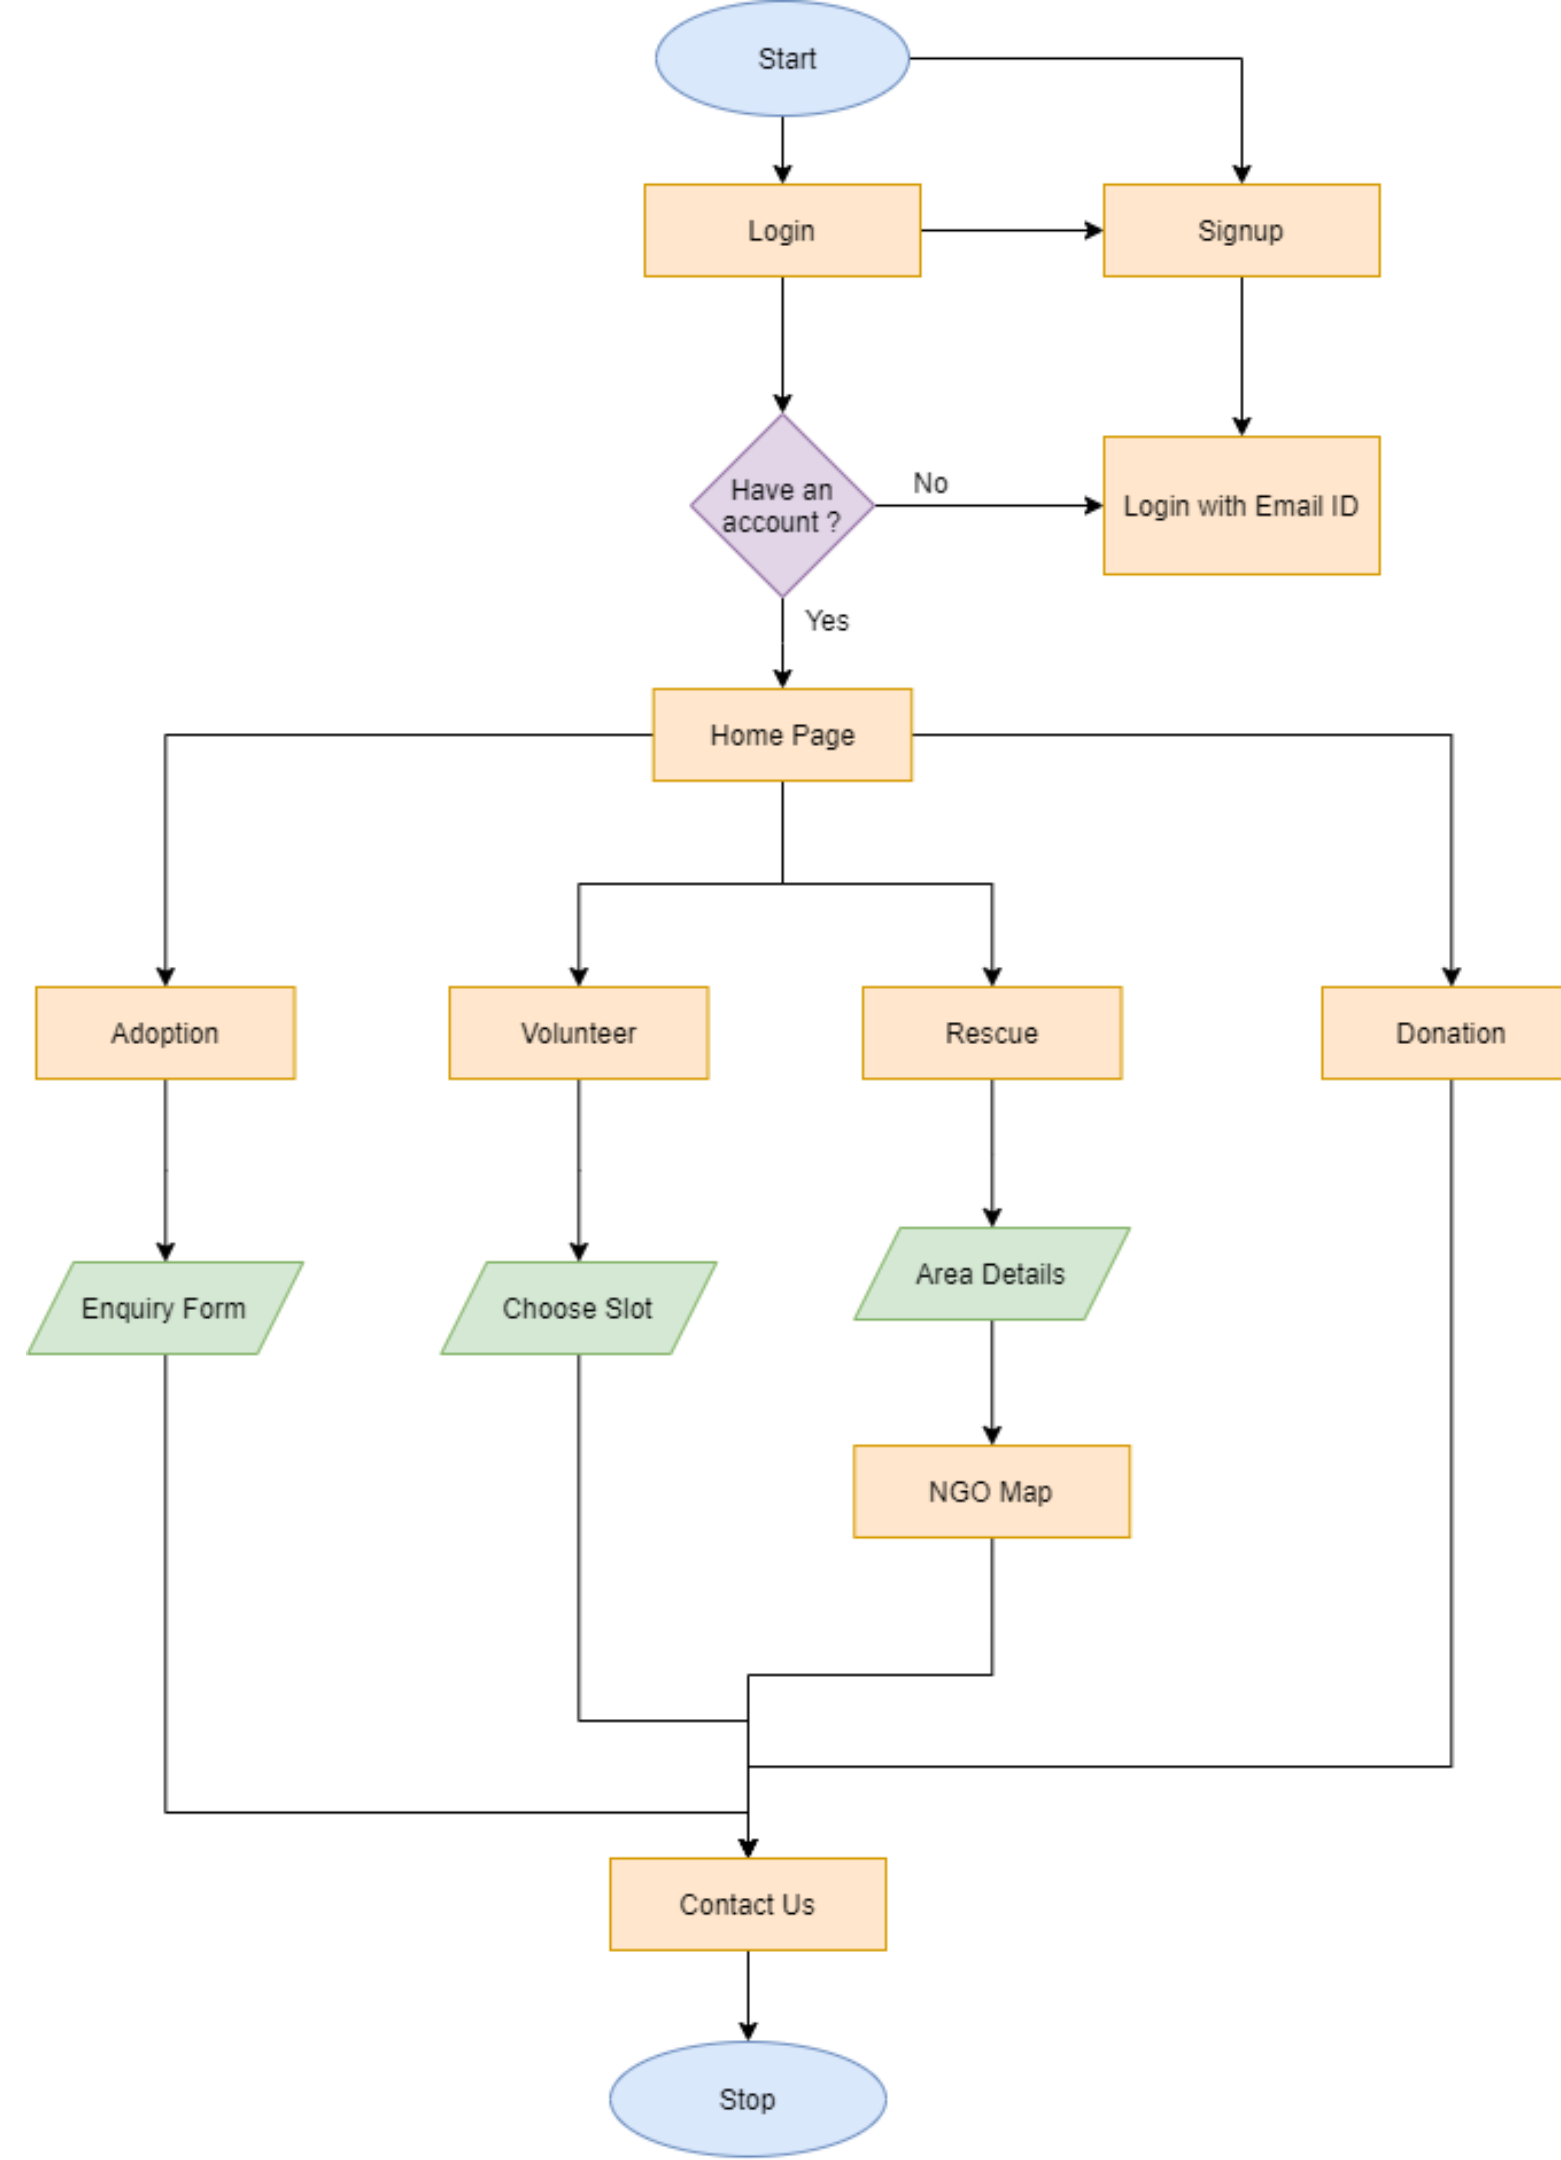 Start
Login
Signup
Have an
account ?
No
Login with Email ID
Yes
Home Page
Adoption
Volunteer
Rescue
Donation
Enquiry Form
Choose Slot
Area Details
NGO Map
Contact Us
Stop